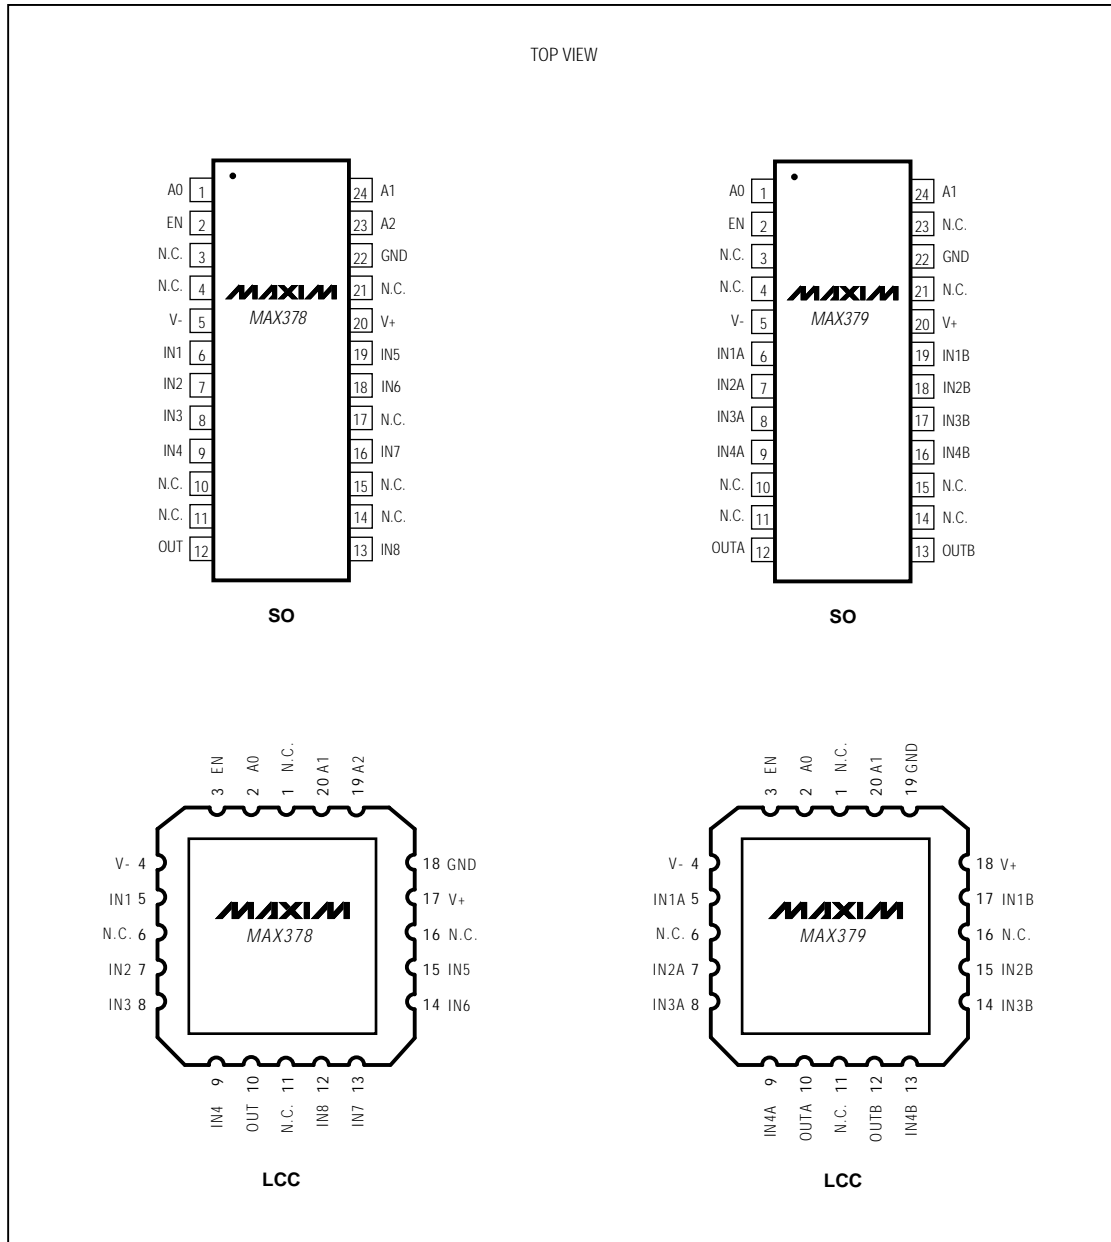 TOP VIEW
A0 1 24 A1
EN 2 23 A2
N.C. 3 22 GND
N.C. 4 21 N.C.
V- 5 20 V+
IN1 6 19 IN5
IN2 7 18 IN6
IN3 8 17 N.C.
IN4 9 16 IN7
N.C. 10 15 N.C.
N.C. 11 14 N.C.
OUT 12 13 IN8
MAXIM
MAX378
SO
A0 1 24 A1
EN 2 23 N.C.
N.C. 3 22 GND
N.C. 4 21 N.C.
V- 5 20 V+
IN1A 6 19 IN1B
IN2A 7 18 IN2B
IN3A 8 17 IN3B
IN4A 9 16 IN4B
N.C. 10 15 N.C.
N.C. 11 14 N.C.
OUTA 12 13 OUTB
MAXIM
MAX379
SO
3 EN
2 A0
1 N.C.
20 A1
19 A2
V- 4 18 GND
IN1 5 17 V+
N.C. 6 16 N.C.
IN2 7 15 IN5
IN3 8 14 IN6
MAXIM
MAX378
IN4 9
OUT 10
N.C. 11
IN8 12
IN7 13
LCC
3 EN
2 A0
1 N.C.
20 A1
19 GND
V- 4 18 V+
IN1A 5 17 IN1B
N.C. 6 16 N.C.
IN2A 7 15 IN2B
IN3A 8 14 IN3B
MAXIM
MAX379
IN4A 9
OUTA 10
N.C. 11
OUTB 12
IN4B 13
LCC